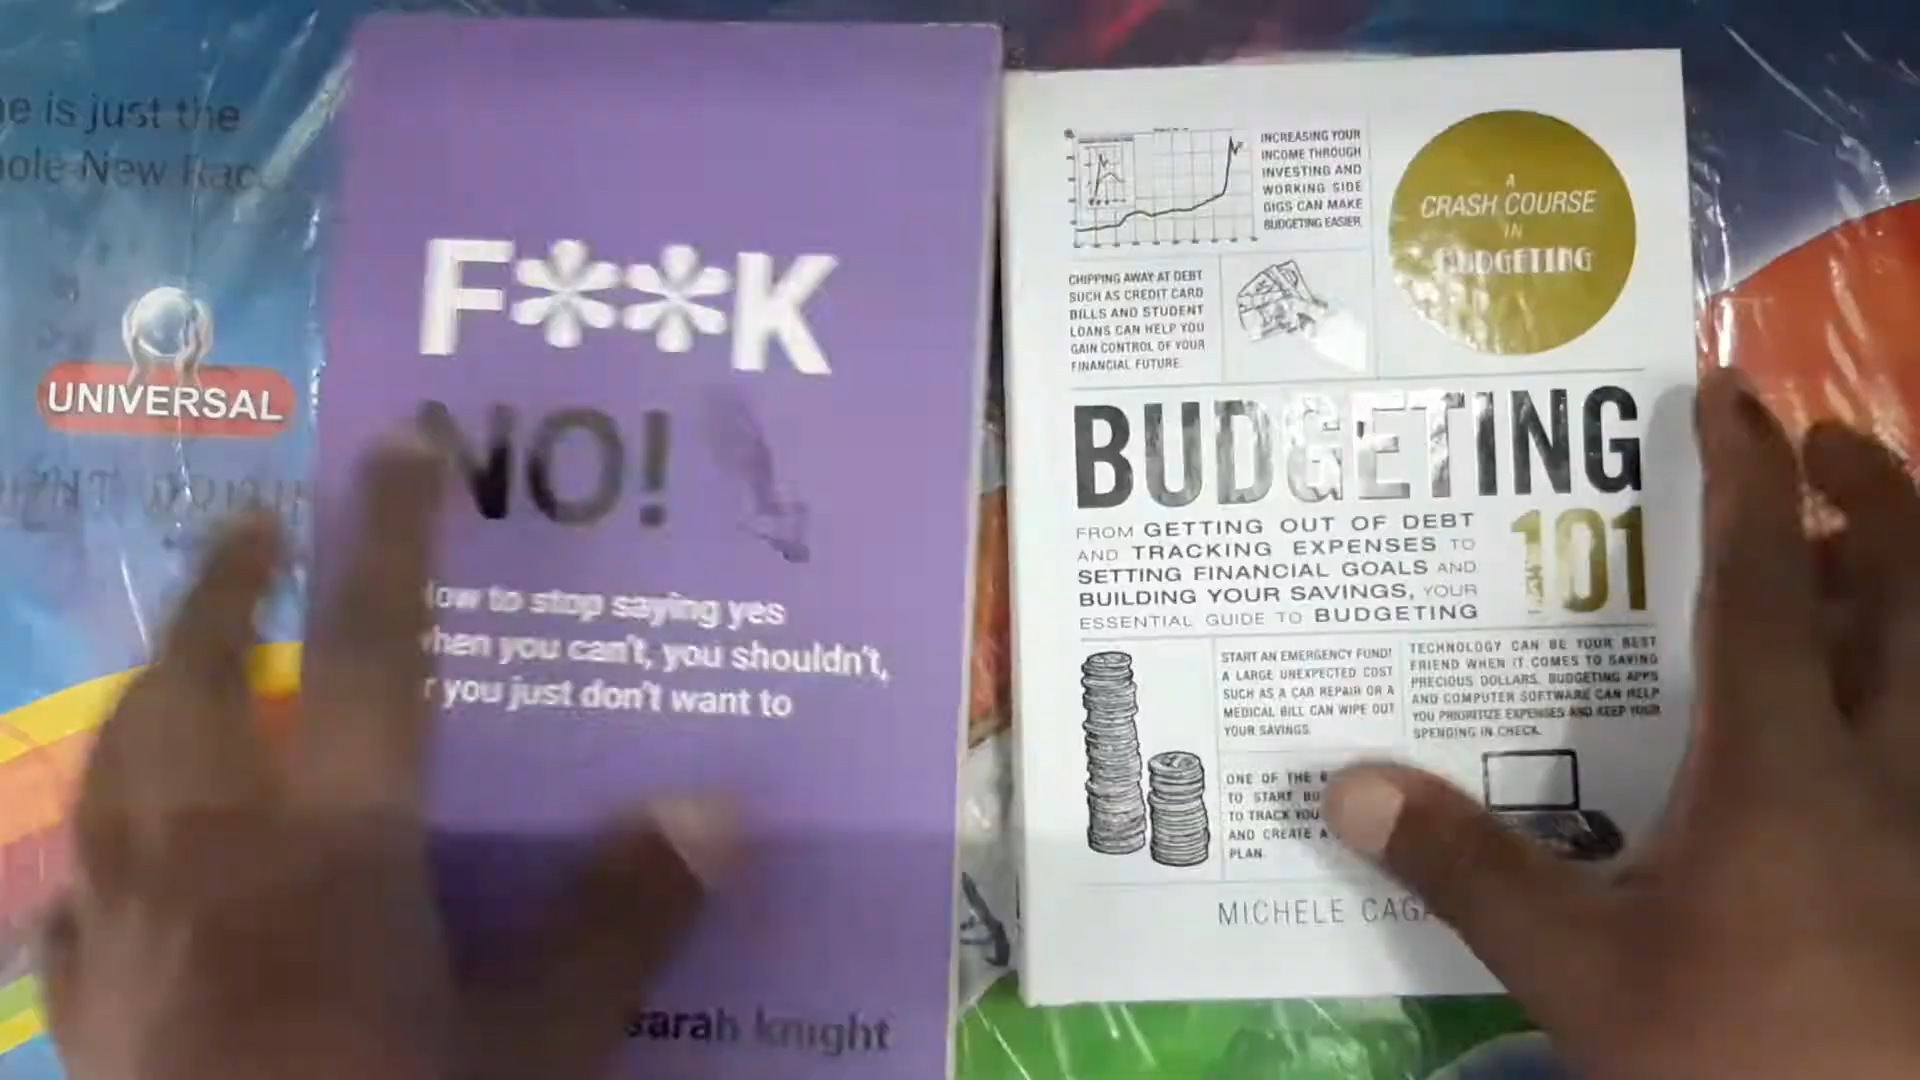 e is just the
ole New Rac
UNIVERSAL
F**K
NO!
how to stop saying yes
when you can't, you shouldn't,
r you just don't want to
sarah knight
INCREASING YOUR
INCOME THROUGH
INVESTING AND
WORKING SIDE
GIGS CAN MAKE
BUDGETING EASIER.
A
CRASH COURSE
IN
BUDGETING
CHIPPING AWAY AT DEBT
SUCH AS CREDIT CARD
BILLS AND STUDENT
LOANS CAN HELP YOU
GAIN CONTROL OF YOUR
FINANCIAL FUTURE.
BUDGETING
101
FROM GETTING OUT OF DEBT
AND TRACKING EXPENSES TO
SETTING FINANCIAL GOALS AND
BUILDING YOUR SAVINGS, YOUR
ESSENTIAL GUIDE TO BUDGETING
START AN EMERGENCY FUND!
A LARGE UNEXPECTED COST
SUCH AS A CAR REPAIR OR A
MEDICAL BILL CAN WIPE OUT
YOUR SAVINGS.
TECHNOLOGY CAN BE YOUR BEST
FRIEND WHEN IT COMES TO SAVING
PRECIOUS DOLLARS. BUDGETING APPS
AND COMPUTER SOFTWARE CAN HELP
YOU PRIORITIZE EXPENSES AND KEEP YOUR
SPENDING IN CHECK.
ONE OF THE B
TO START BU
TO TRACK YOU
AND CREATE A
PLAN.
MICHELE CAGA